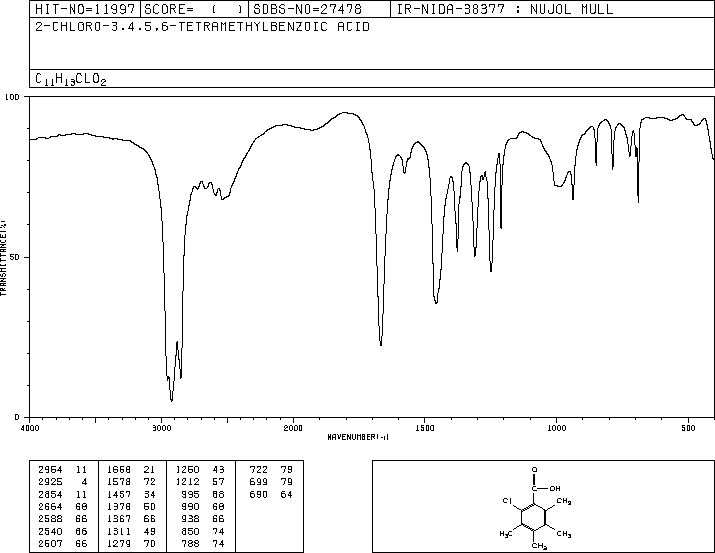 HIT-NO=11997 SCORE= ( ) SDBS-NO=27478 IR-NIDA-38377 : NUJOL MULL
2-CHLORO-3,4,5,6-TETRAMETHYLBENZOIC ACID
C11H13CLO2
100
50
0
TRANSMITTANCE(%)
4000 3000 2000 1500 1000 500
WAVENUMBER(-1)
2964 11 1668 21 1250 43 722 79
2925 4 1578 72 1212 57 699 79
2854 11 1457 34 995 68 690 64
2664 68 1378 50 990 68
2588 66 1367 66 938 66
2540 66 1311 49 850 74
2507 66 1279 70 788 74
O
C OH
Cl CH3
H3C CH3
CH3